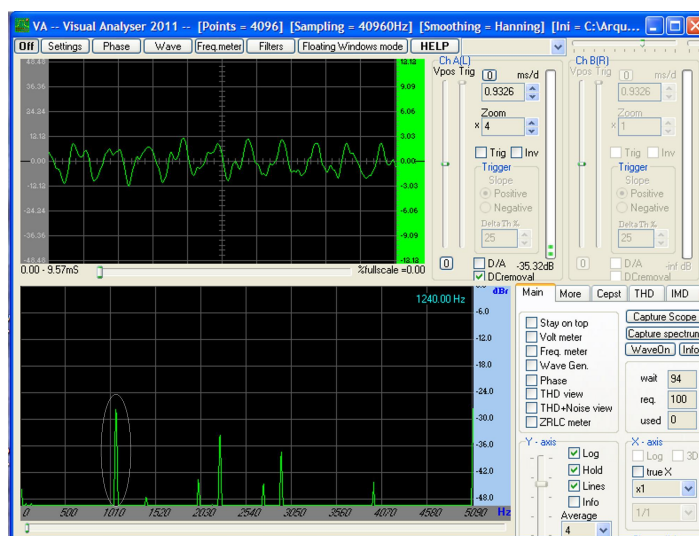 VA -- Visual Analyser 2011 -- [Points = 4096] [Sampling = 40960Hz] [Smoothing = Hanning] [Ini = C:\Arqu...
Off Settings Phase Wave Freq.meter Filters Floating Windows mode HELP
48.48
36.36
24.24
12.12
0.00
-12.12
-24.24
-36.36
-48.48
12.12
9.09
6.06
3.03
0.00
-3.03
-6.06
-9.09
-12.12
0.00 - 9.57mS %fullscale =0.00
Ch A(L)
Vpos Trig 0 ms/d
0.9326
Zoom
x 4
Trig Inv
Trigger
Slope
Positive
Negative
Delta Th %
25
0 D/A -35.32dB
DCremoval
Ch B(R)
Vpos Trig 0 ms/d
0.9326
Zoom
x 1
Trig Inv
Trigger
Slope
Positive
Negative
Delta Th %
25
0 D/A -inf dB
DCremoval
1240.00 Hz
0.0 dBr
-6.0
-12.0
-18.0
-24.0
-30.0
-36.0
-42.0
-48.0
0 500 1010 1520 2030 2540 3050 3560 4070 4580 5090 Hz
Main More Cepst THD IMD
Stay on top
Volt meter
Freq. meter
Wave Gen.
Phase
THD view
THD+Noise view
ZRLC meter
Capture Scope
Capture spectrum
WaveOn Info
wait 94
req. 100
used 0
Y - axis
Log
Hold
Lines
Info
Average
4
X - axis
Log 3D
true X
x1
1/1